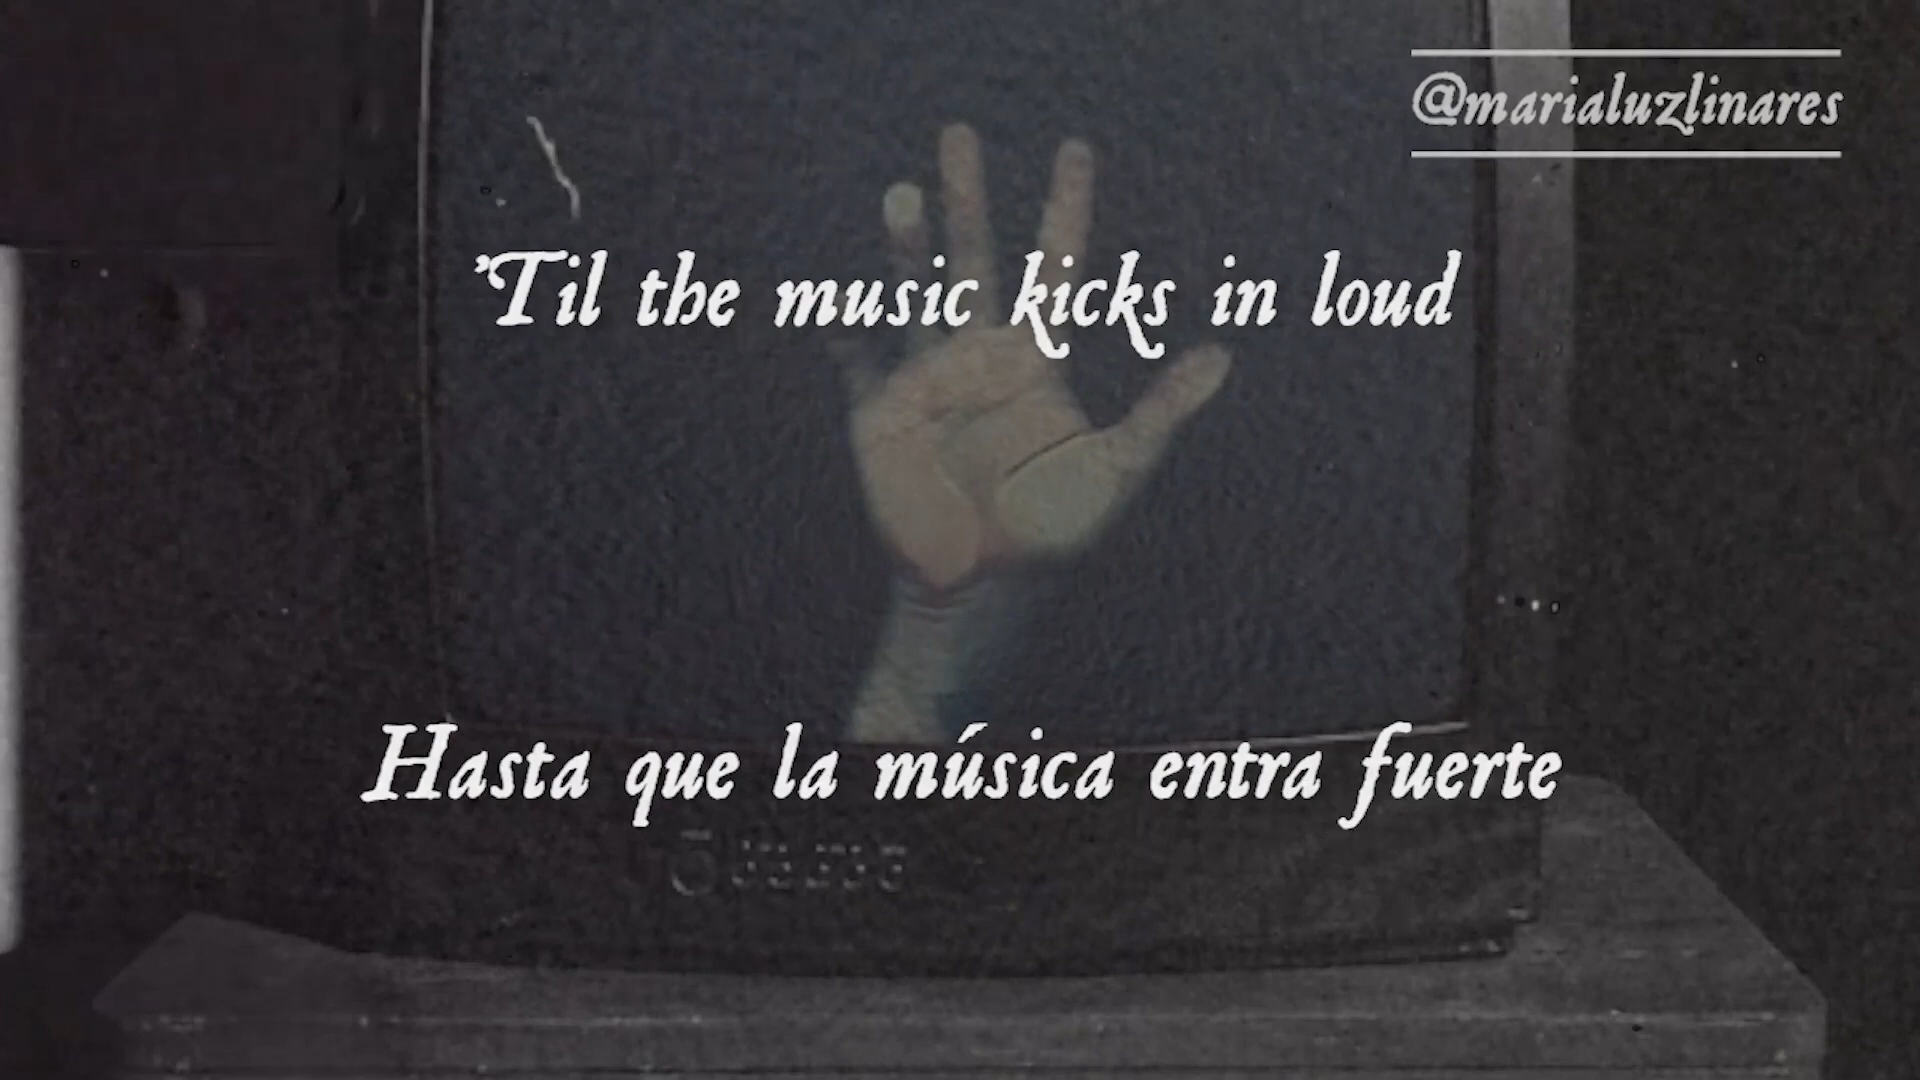 @marialuzlinares
'Til the music kicks in loud
Hasta que la música entra fuerte